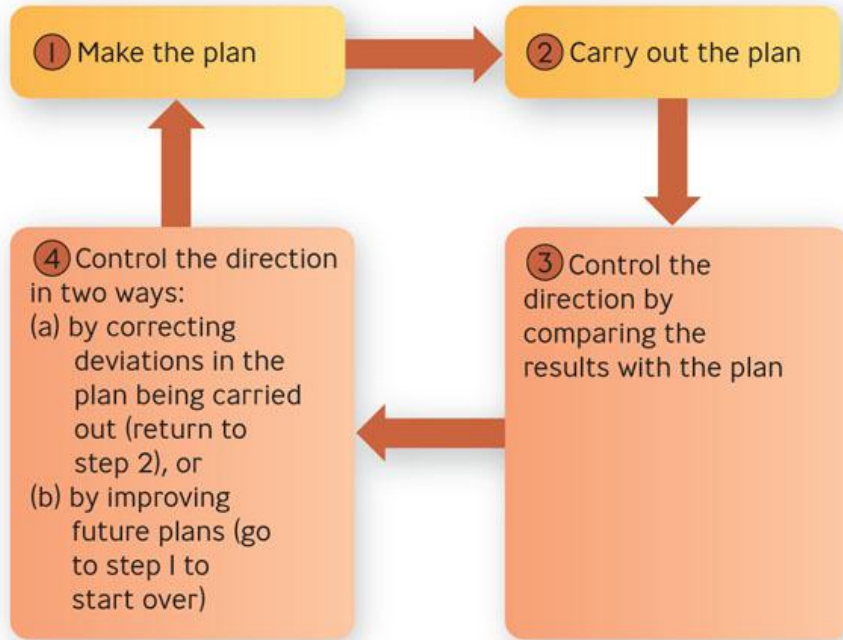 1 Make the plan
2 Carry out the plan
3 Control the
direction by
comparing the
results with the plan
4 Control the direction
in two ways:
(a) by correcting
deviations in the
plan being carried
out (return to
step 2), or
(b) by improving
future plans (go
to step 1 to
start over)